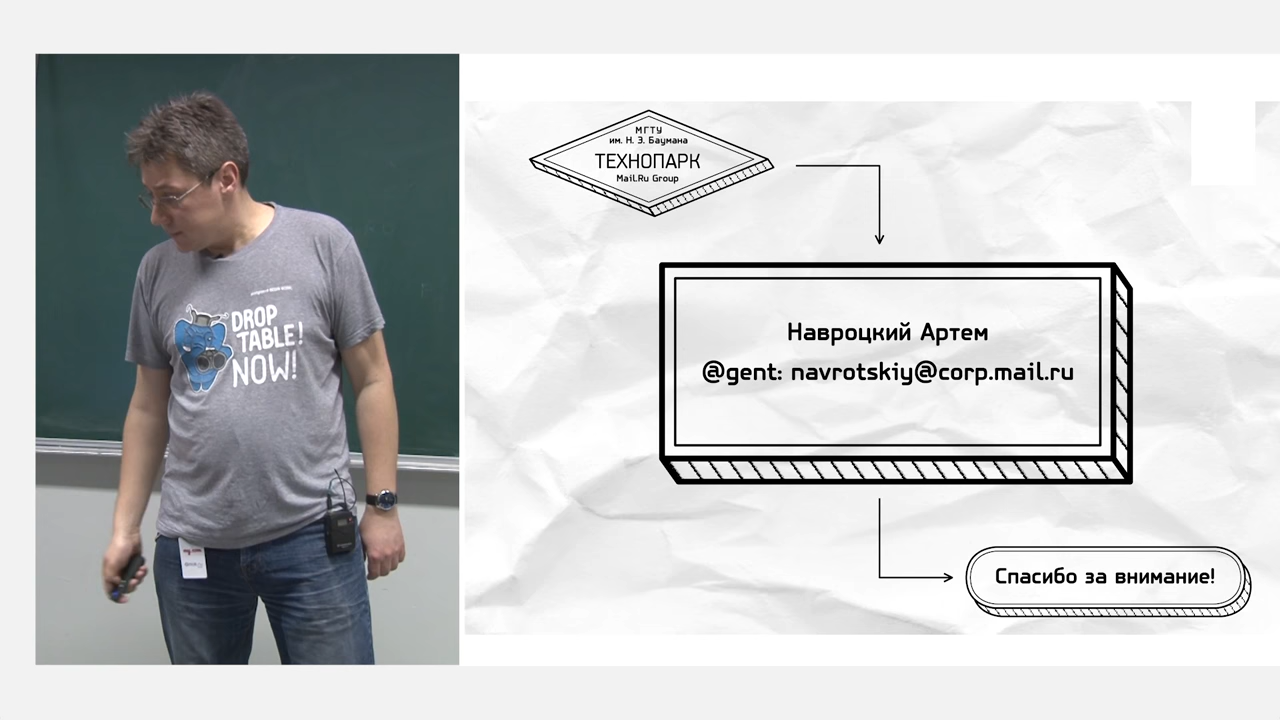 МГТУ
им. Н. Э. Баумана
ТЕХНОПАРК
Mail.Ru Group
Навроцкий Артем
@gent: navrotskiy@corp.mail.ru
Спасибо за внимание!
DROP
TABLE!
NOW!